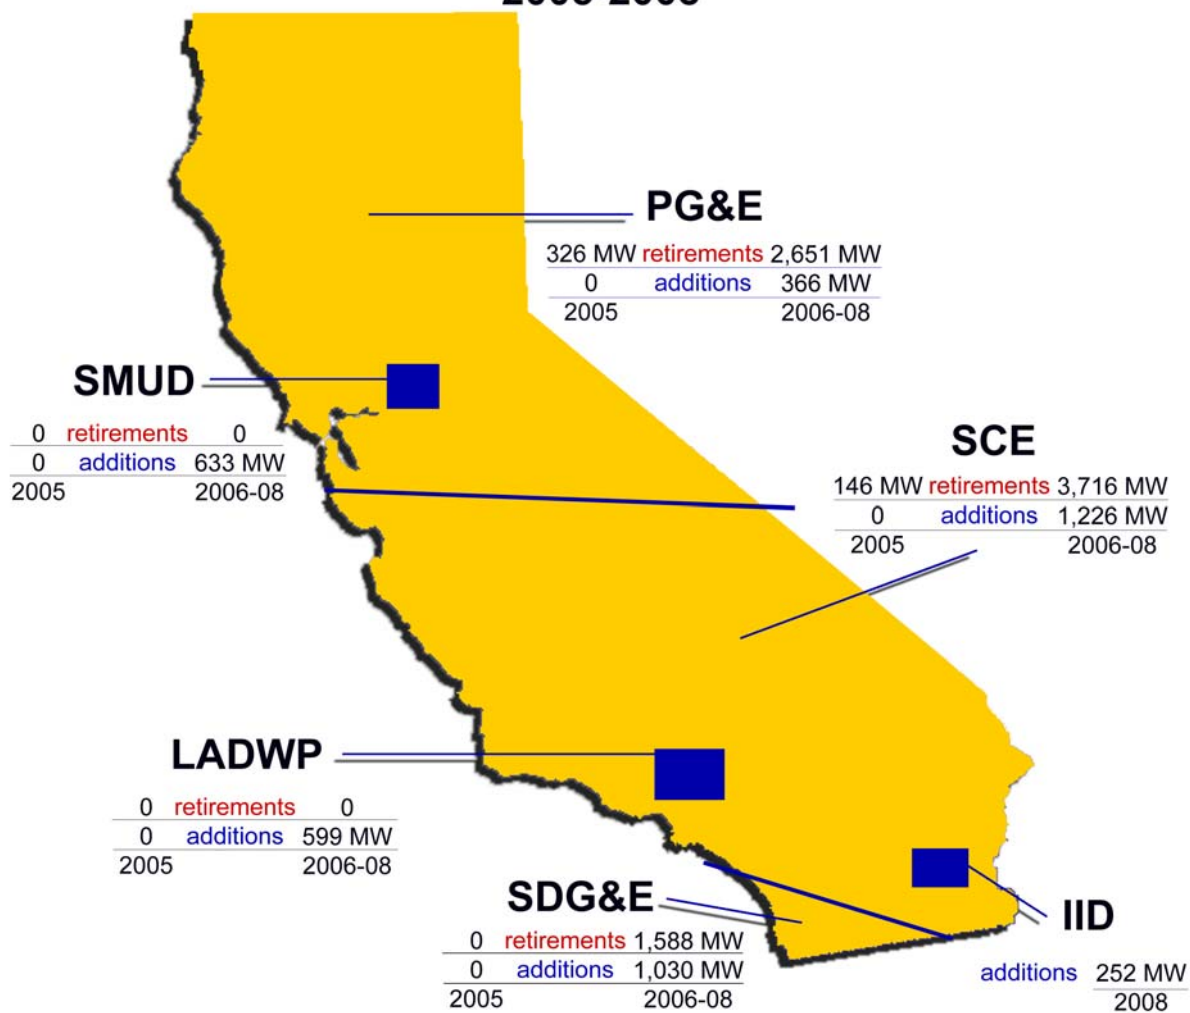 PG&E
326 MW retirements 2,651 MW
0 additions 366 MW
2005 2006-08
SMUD
0 retirements 0
0 additions 633 MW
2005 2006-08
SCE
146 MW retirements 3,716 MW
0 additions 1,226 MW
2005 2006-08
LADWP
0 retirements 0
0 additions 599 MW
2005 2006-08
SDG&E
0 retirements 1,588 MW
0 additions 1,030 MW
2005 2006-08
IID
additions 252 MW
2008